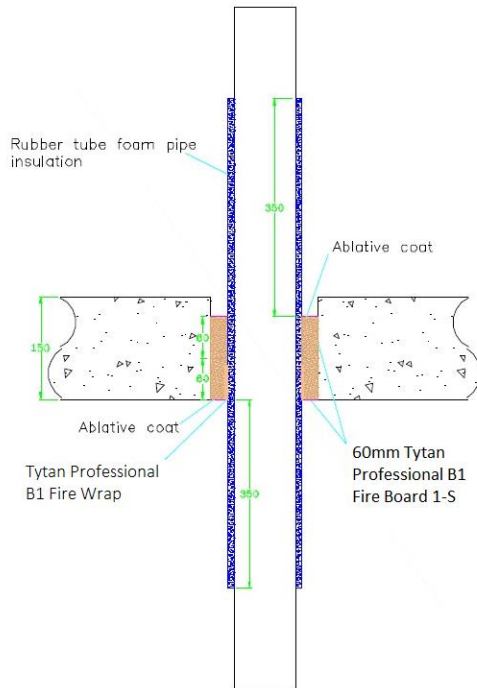 Rubber tube foam pipe
insulation
350
Ablative coat
150
60
60
Ablative coat
Tytan Professional
B1 Fire Wrap
60mm Tytan
Professional B1
Fire Board 1-S
350